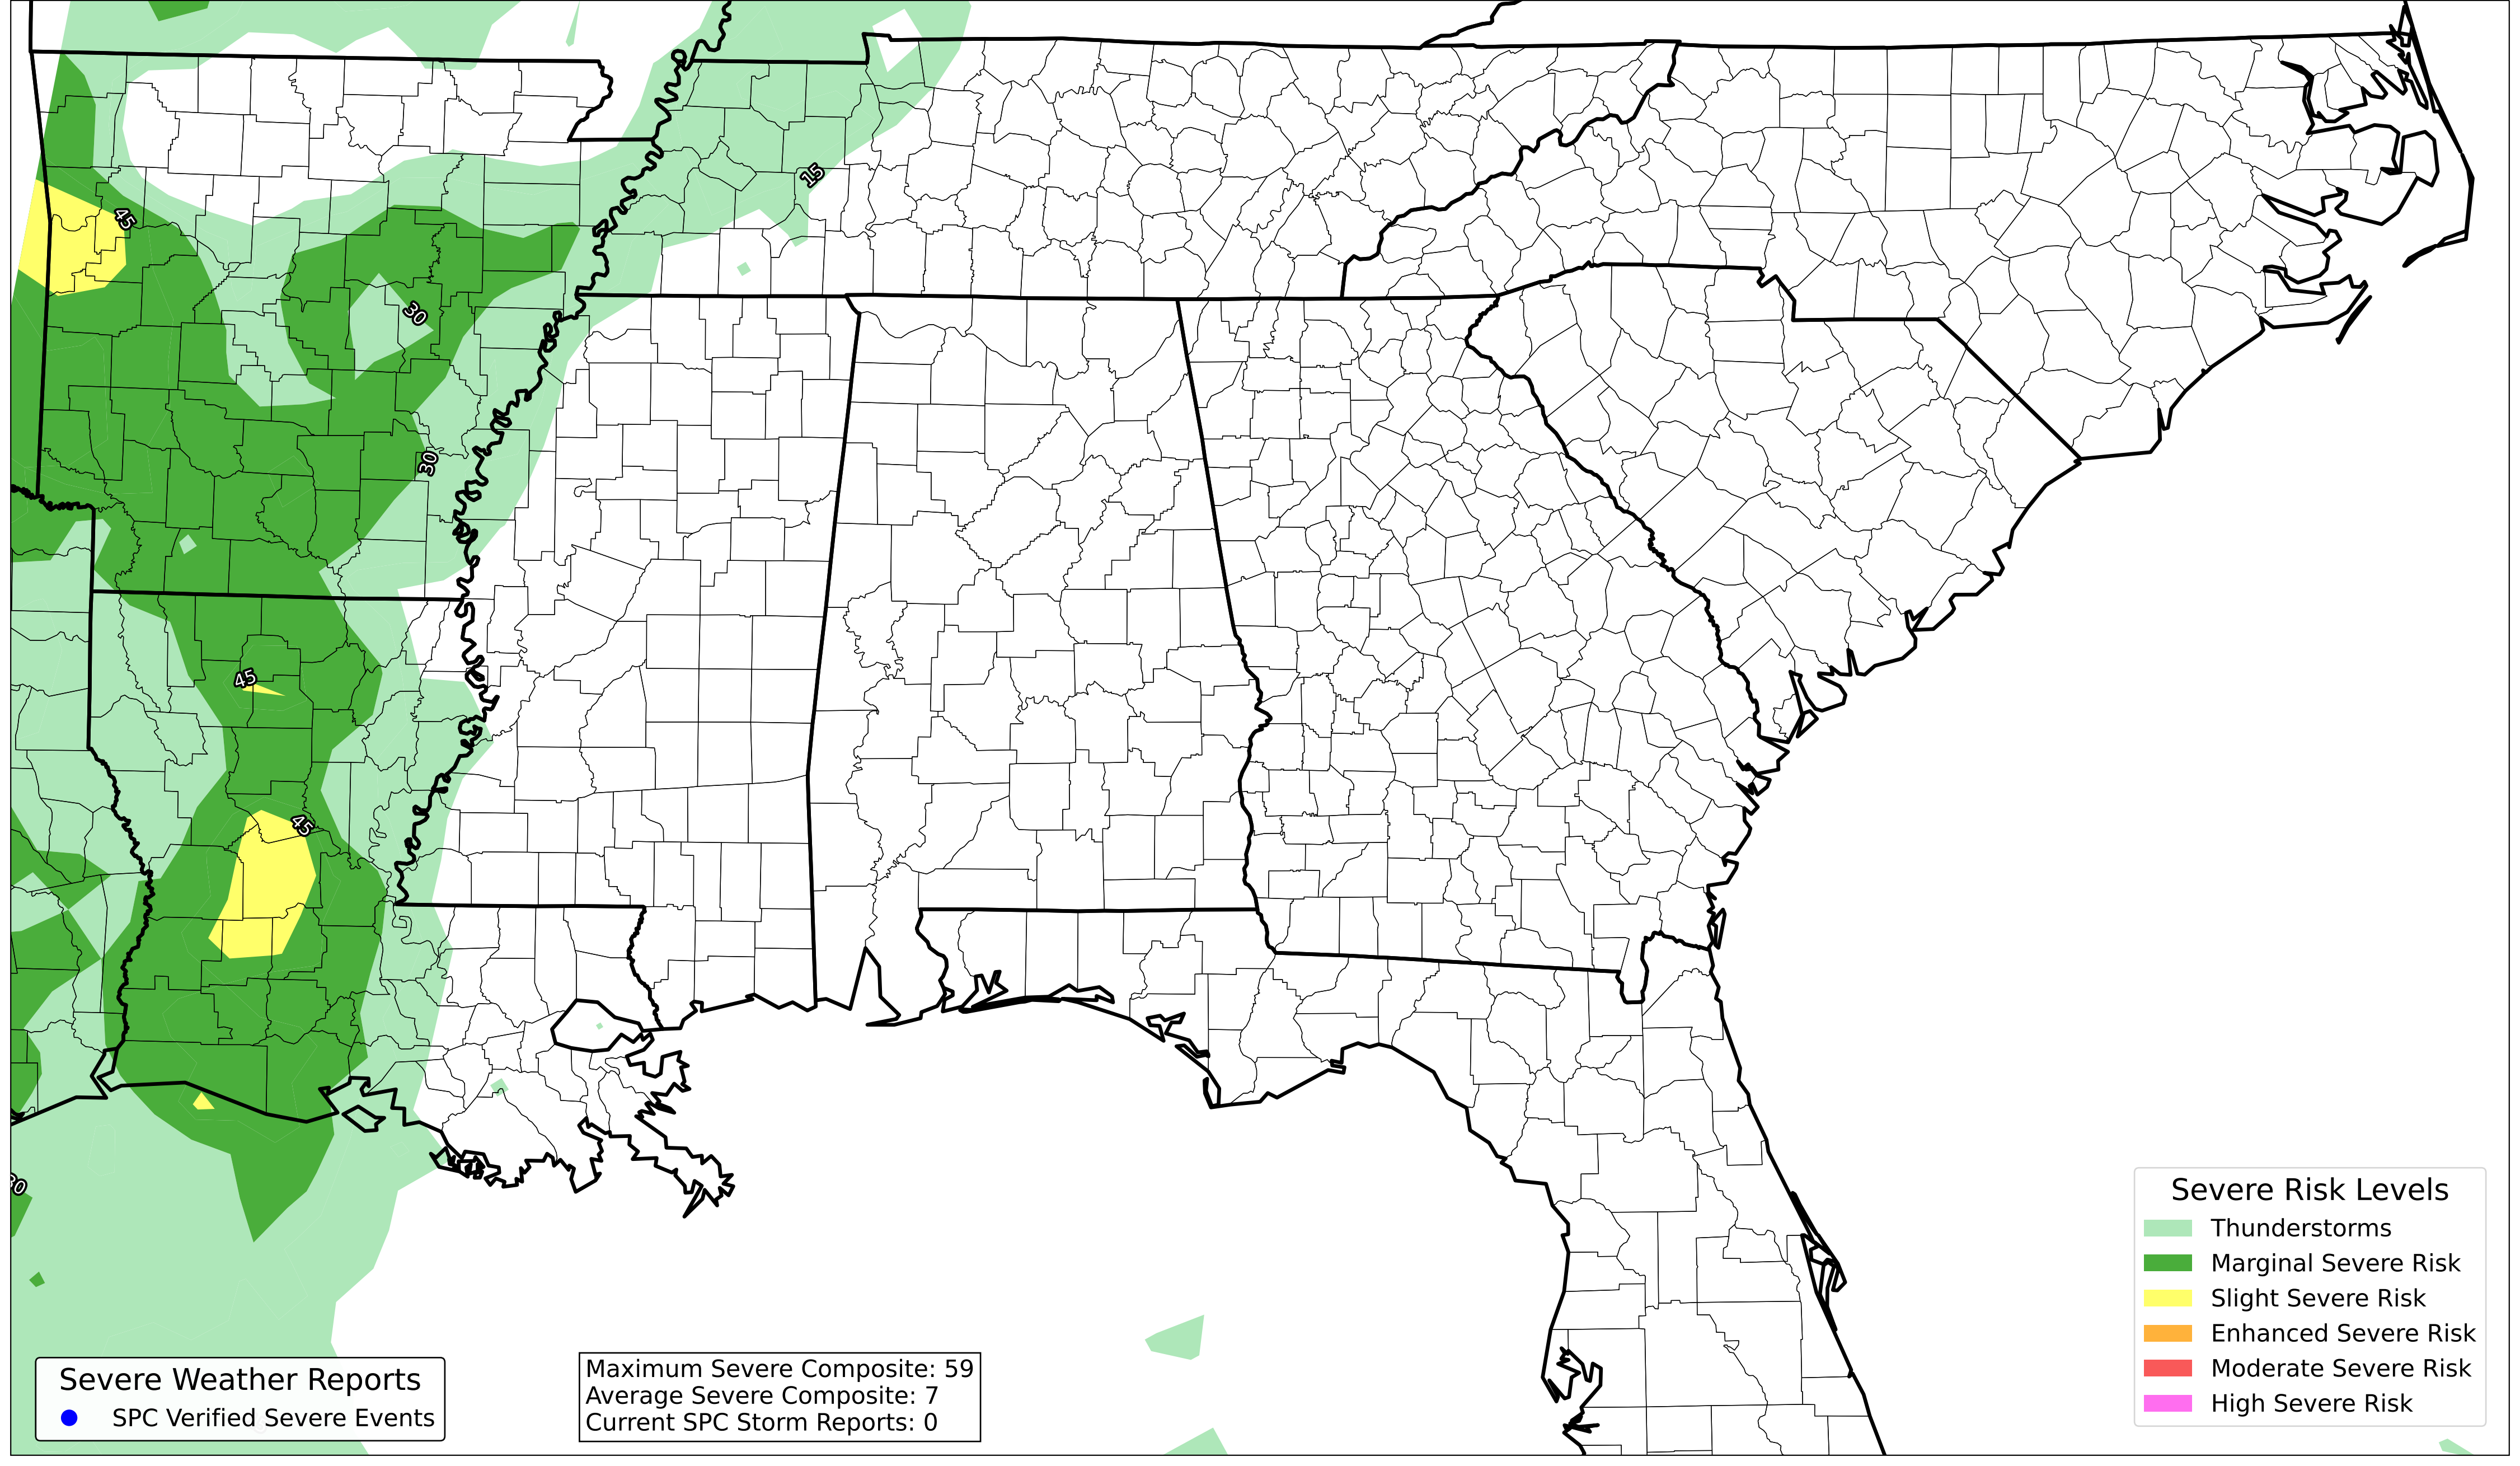 15
45
30
30
45
45
30
Severe Risk Levels
Thunderstorms
Marginal Severe Risk
Slight Severe Risk
Enhanced Severe Risk
Moderate Severe Risk
High Severe Risk
Severe Weather Reports
SPC Verified Severe Events
Maximum Severe Composite: 59
Average Severe Composite: 7
Current SPC Storm Reports: 0